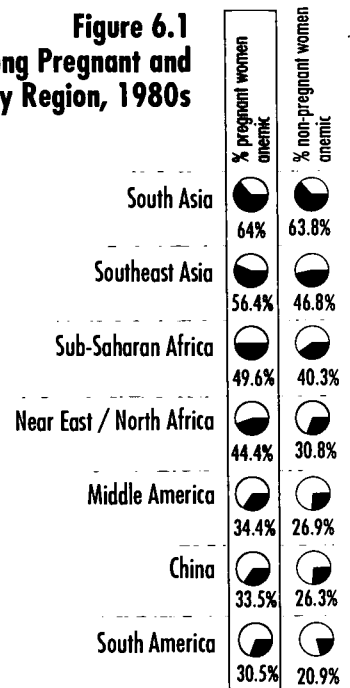 Figure 6.1
ng Pregnant and
y Region, 1980s
% pregnant women
anemic
% non-pregnant women
anemic
South Asia
64% 63.8%
Southeast Asia
56.4% 46.8%
Sub-Saharan Africa
49.6% 40.3%
Near East / North Africa
44.4% 30.8%
Middle America
34.4% 26.9%
China
33.5% 26.3%
South America
30.5% 20.9%